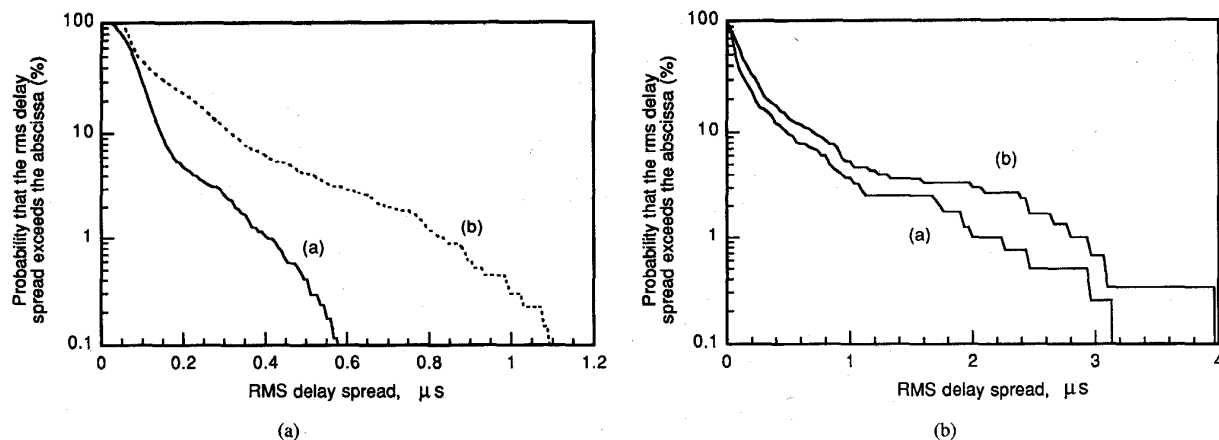 100
10
1
0.1
Probability that the rms delay
spread exceeds the abscissa (%)
(a)
(b)
0 0.2 0.4 0.6 0.8 1 1.2
RMS delay spread, μs
(a)
100
10
1
0.1
Probability that the rms delay
spread exceeds the abscissa (%)
(b)
(a)
0 1 2 3 4
RMS delay spread, μs
(b)